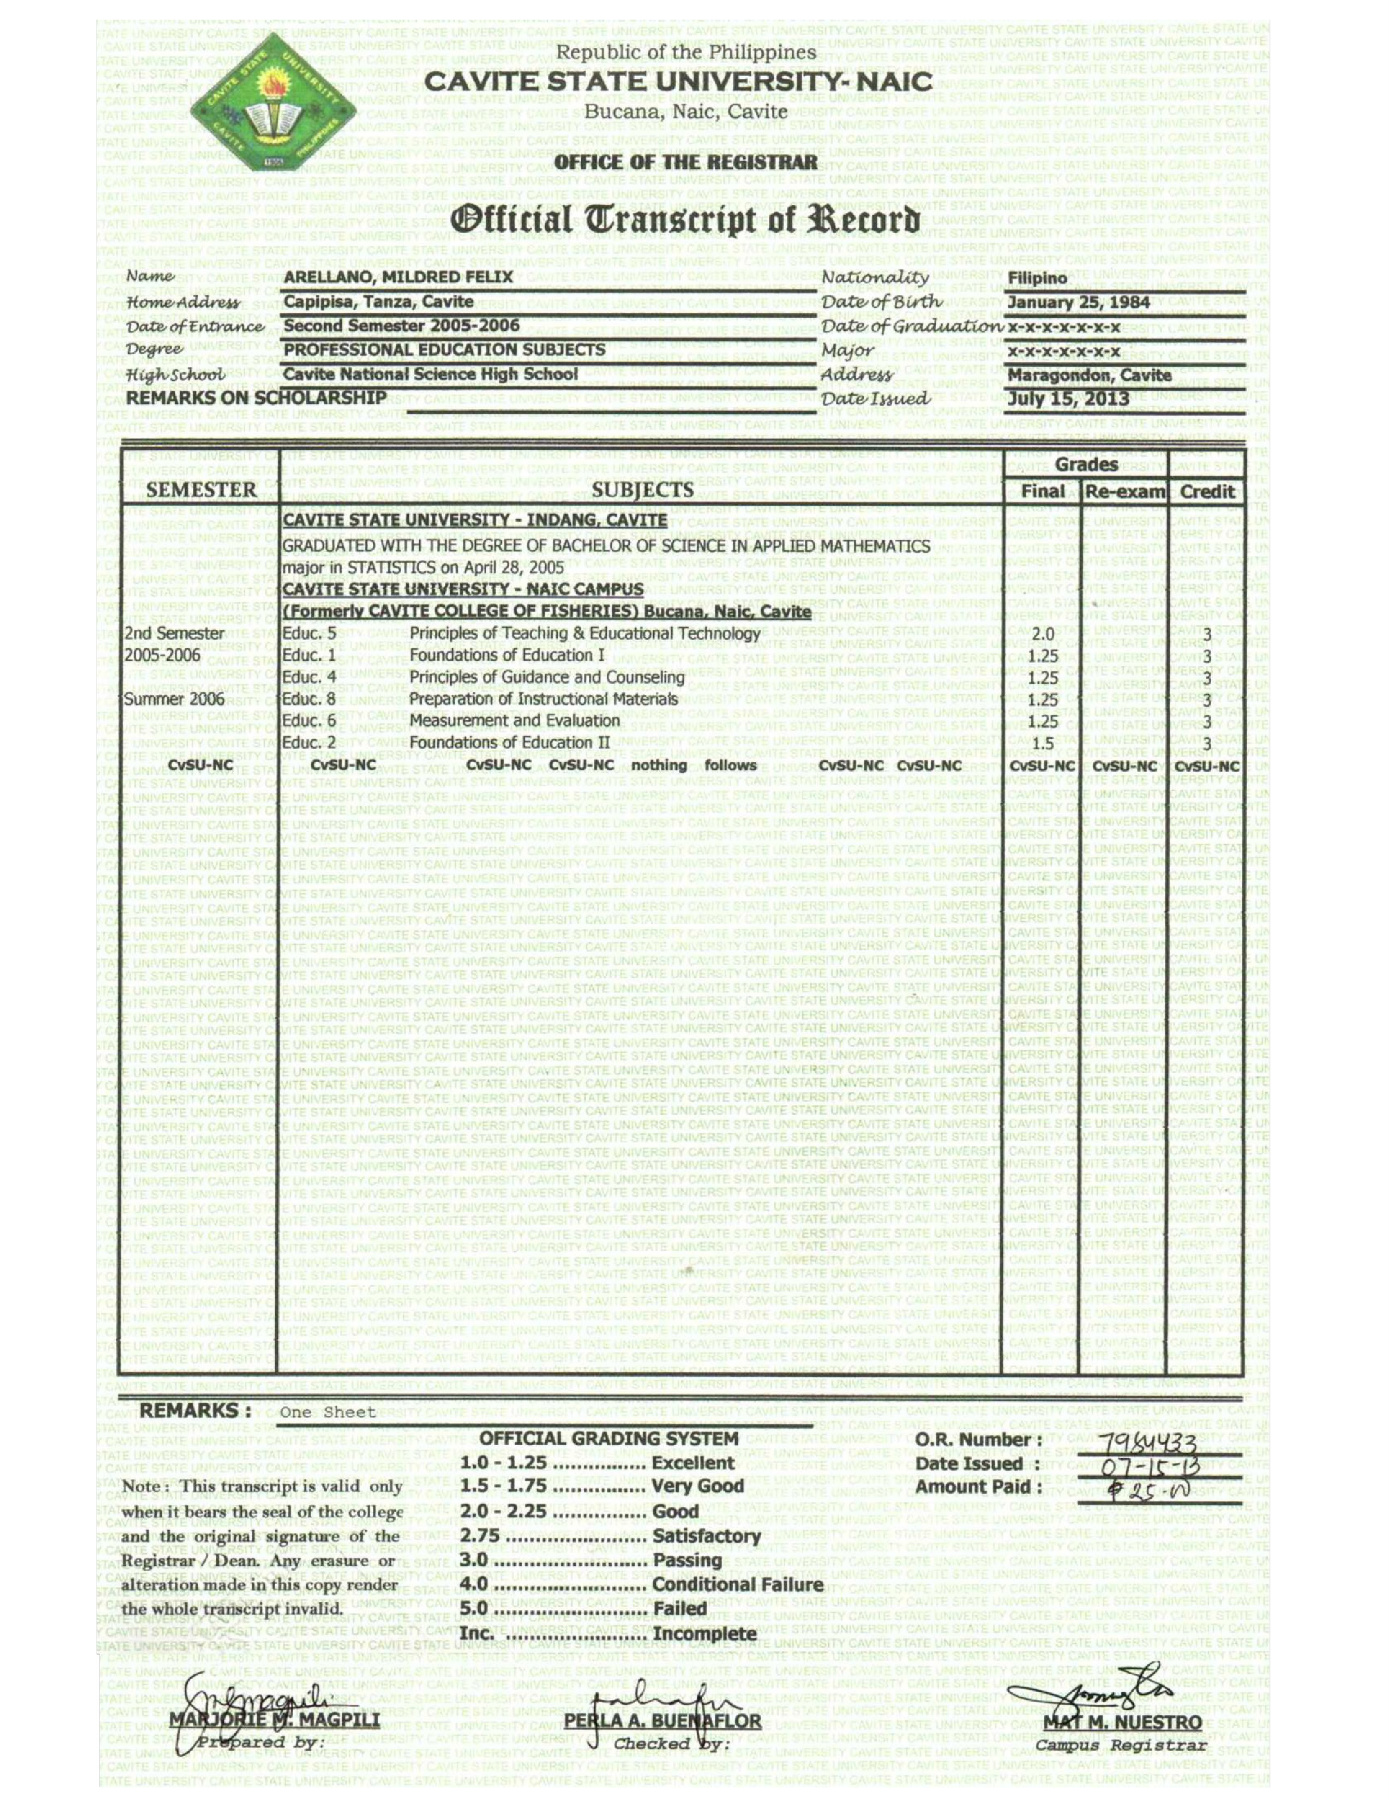 Republic of the Philippines
CAVITE STATE UNIVERSITY- NAIC
Bucana, Naic, Cavite
OFFICE OF THE REGISTRAR
Official Transcript of Record
CAVITE STATE UNIVERSITY
CAVITE PHILIPPINES
1906
Name ARELLANO, MILDRED FELIX Nationality Filipino
Home Address Capipisa, Tanza, Cavite Date of Birth January 25, 1984
Date of Entrance Second Semester 2005-2006 Date of Graduation x-x-x-x-x-x-x
Degree PROFESSIONAL EDUCATION SUBJECTS Major x-x-x-x-x-x-x
High School Cavite National Science High School Address Maragondon, Cavite
REMARKS ON SCHOLARSHIP Date Issued July 15, 2013
Grades
SEMESTER SUBJECTS Final Re-exam Credit
CAVITE STATE UNIVERSITY - INDANG, CAVITE
GRADUATED WITH THE DEGREE OF BACHELOR OF SCIENCE IN APPLIED MATHEMATICS
major in STATISTICS on April 28, 2005
CAVITE STATE UNIVERSITY - NAIC CAMPUS
(Formerly CAVITE COLLEGE OF FISHERIES) Bucana, Naic, Cavite
2nd Semester Educ. 5 Principles of Teaching & Educational Technology 2.0 3
2005-2006 Educ. 1 Foundations of Education I 1.25 3
Educ. 4 Principles of Guidance and Counseling 1.25 3
Summer 2006 Educ. 8 Preparation of Instructional Materials 1.25 3
Educ. 6 Measurement and Evaluation 1.25 3
Educ. 2 Foundations of Education II 1.5 3
CvSU-NC CvSU-NC CvSU-NC CvSU-NC nothing follows CvSU-NC CvSU-NC CvSU-NC CvSU-NC CvSU-NC
REMARKS : One Sheet
OFFICIAL GRADING SYSTEM
1.0 - 1.25 ................ Excellent
1.5 - 1.75 ................ Very Good
2.0 - 2.25 ................ Good
2.75 ........................ Satisfactory
3.0 .......................... Passing
4.0 .......................... Conditional Failure
5.0 .......................... Failed
Inc. ........................ Incomplete
Note : This transcript is valid only
when it bears the seal of the college
and the original signature of the
Registrar / Dean. Any erasure or
alteration made in this copy render
the whole transcript invalid.
O.R. Number : 7964433
Date Issued : 07-15-13
Amount Paid : ₱ 25.00
MARJORIE M. MAGPILI
Prepared by:
PERLA A. BUENAFLOR
Checked by:
MAT M. NUESTRO
Campus Registrar